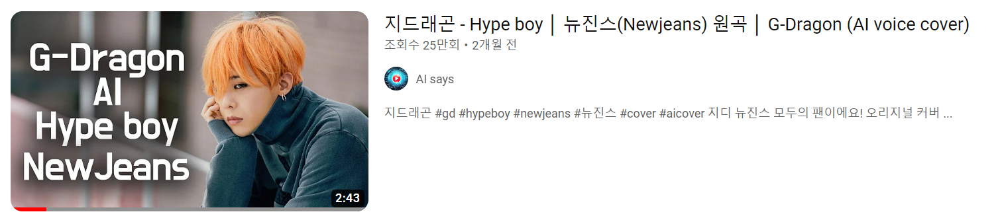 G-Dragon
AI
Hype boy
NewJeans
2:43
지드래곤 - Hype boy │ 뉴진스(Newjeans) 원곡 │ G-Dragon (AI voice cover)
조회수 25만회 • 2개월 전
AI says
지드래곤 #gd #hypeboy #newjeans #뉴진스 #cover #aicover 지디 뉴진스 모두의 팬이에요! 오리지널 커버 ...